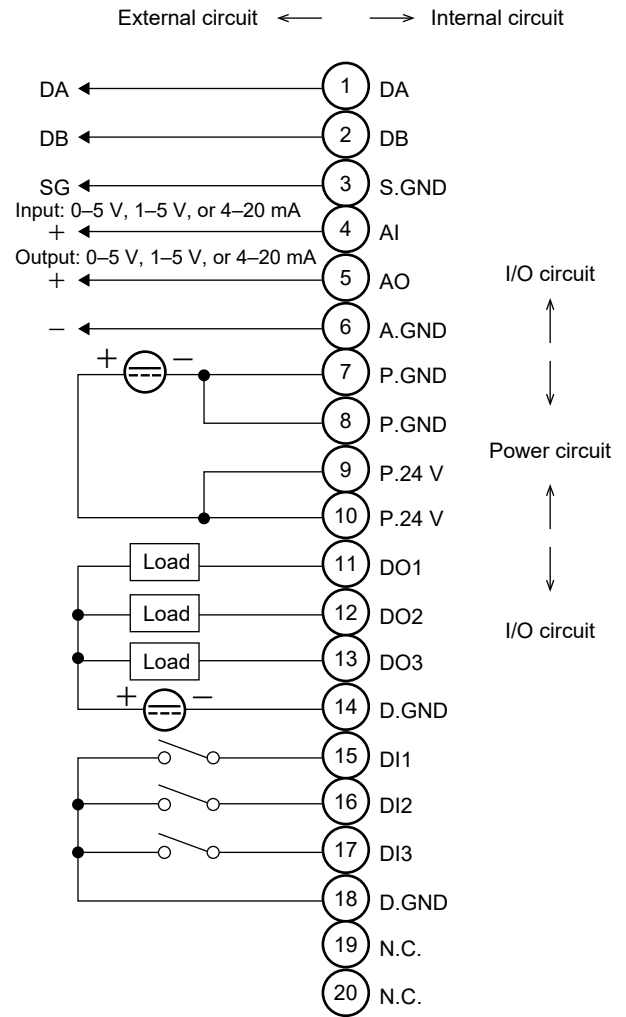 External circuit ← → Internal circuit
DA 1 DA
DB 2 DB
SG 3 S.GND
Input: 0–5 V, 1–5 V, or 4–20 mA
+ 4 AI
Output: 0–5 V, 1–5 V, or 4–20 mA
+ 5 AO
I/O circuit
− 6 A.GND
+ − 7 P.GND
8 P.GND
Power circuit
9 P.24 V
10 P.24 V
Load 11 DO1
Load 12 DO2
I/O circuit
Load 13 DO3
+ − 14 D.GND
15 DI1
16 DI2
17 DI3
18 D.GND
19 N.C.
20 N.C.